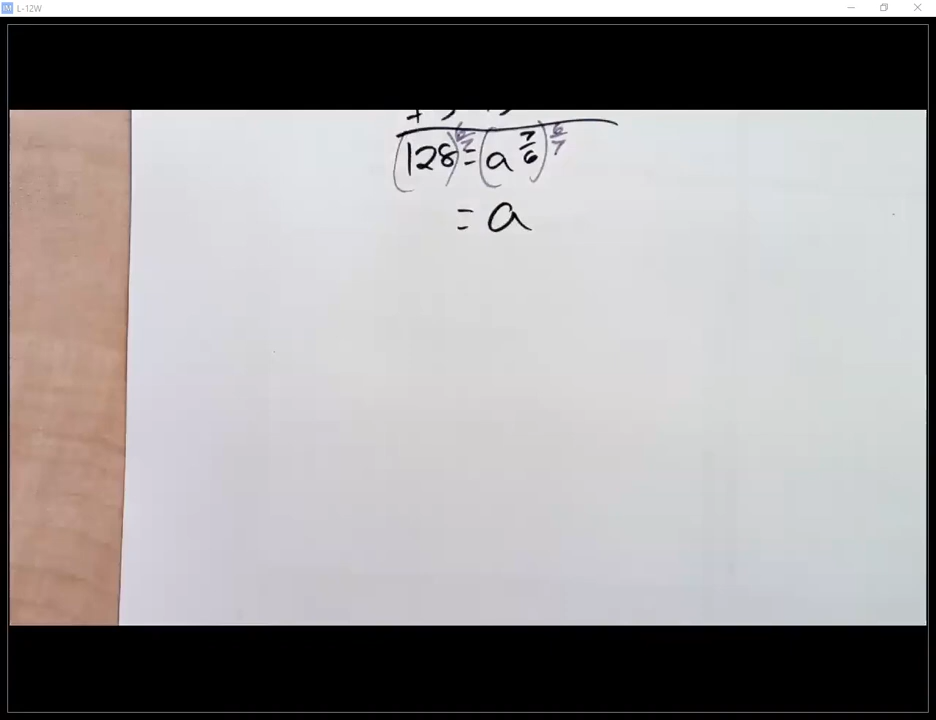 L-12W
(128)^{6/7} = (a^{7/6})^{6/7}
= a